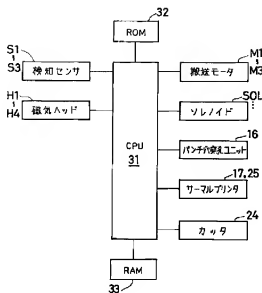 32
ROM
S1
S3
検知センサ
M1
M3
搬送モータ
H1
H4
磁気ヘッド
SOL
ソレノイド
CPU
31
16
パンチ穴空えユニット
17,25
サーマルプリンタ
24
カッタ
RAM
33